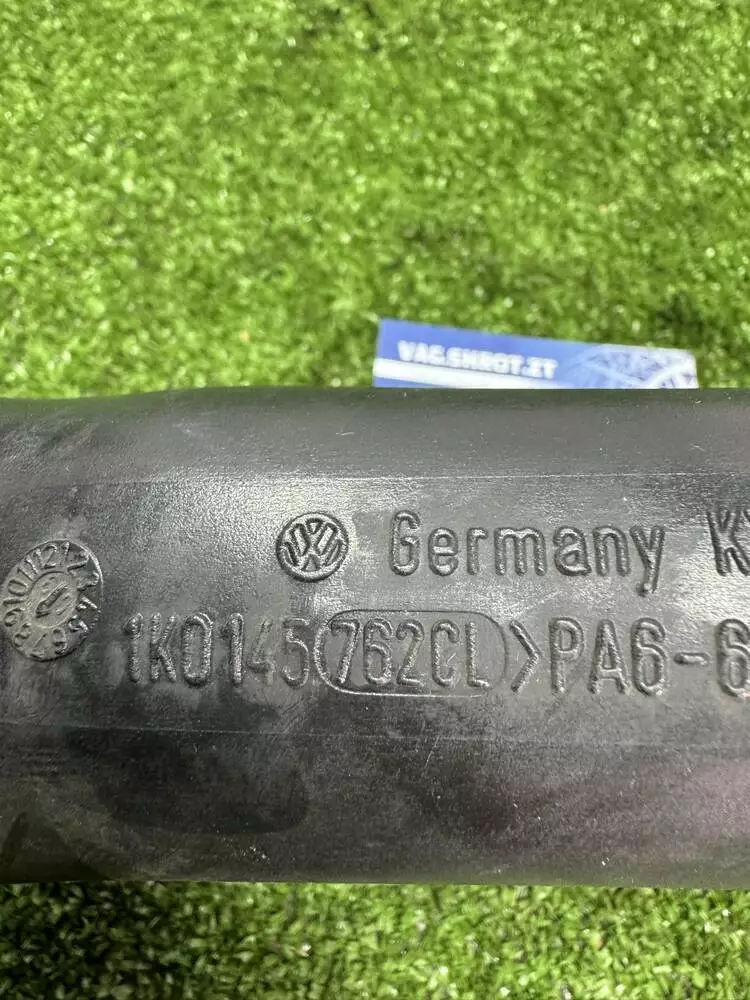 VAG.SHROT.ZT
Germany K
1K0145762CL >PA6-6